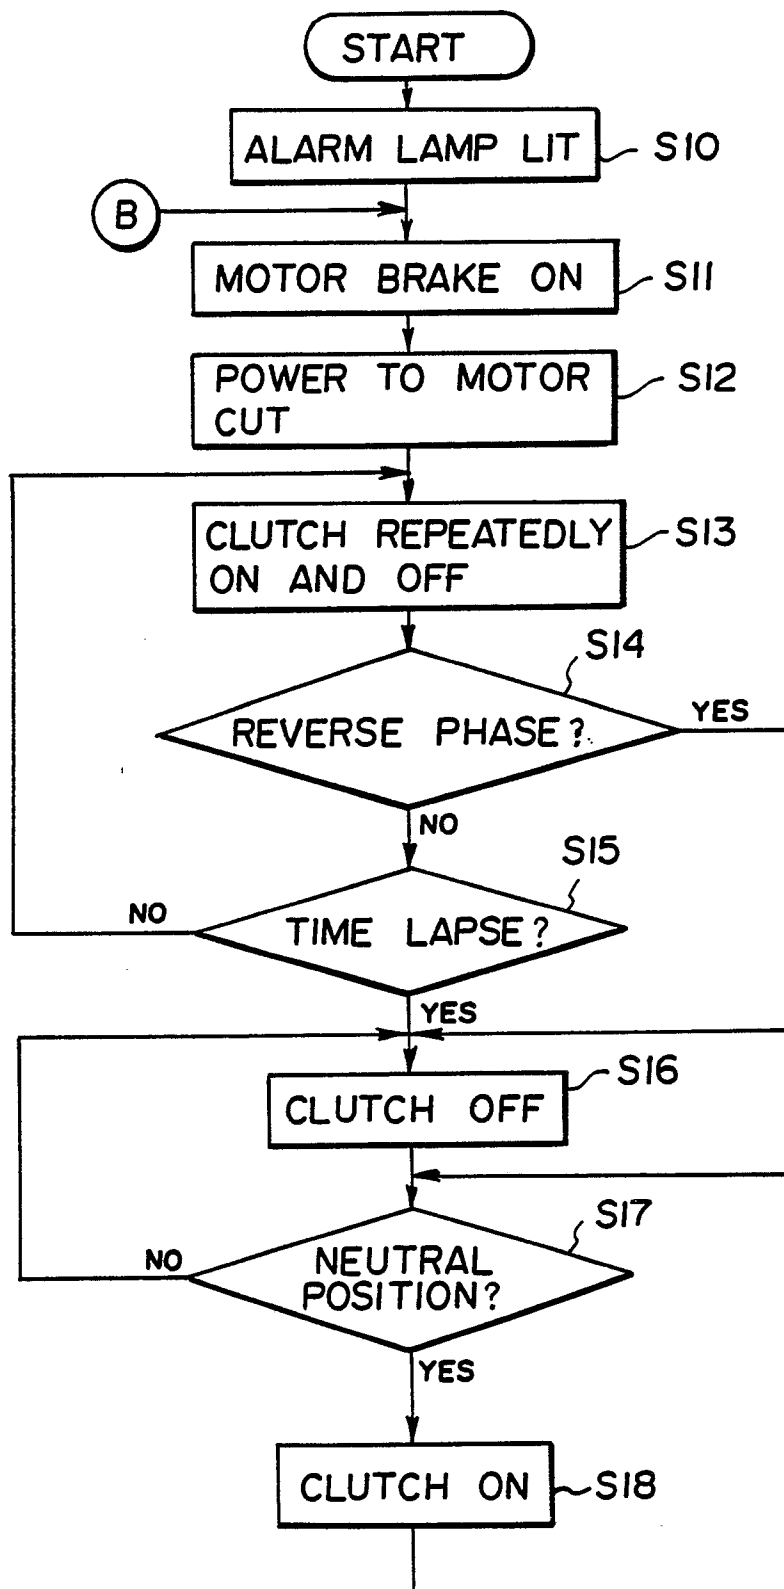 START
ALARM LAMP LIT
S10
B
MOTOR BRAKE ON
S11
POWER TO MOTOR
CUT
S12
CLUTCH REPEATEDLY
ON AND OFF
S13
S14
REVERSE PHASE?
YES
NO
S15
TIME LAPSE?
NO
YES
S16
CLUTCH OFF
S17
NEUTRAL
POSITION?
NO
YES
CLUTCH ON
S18